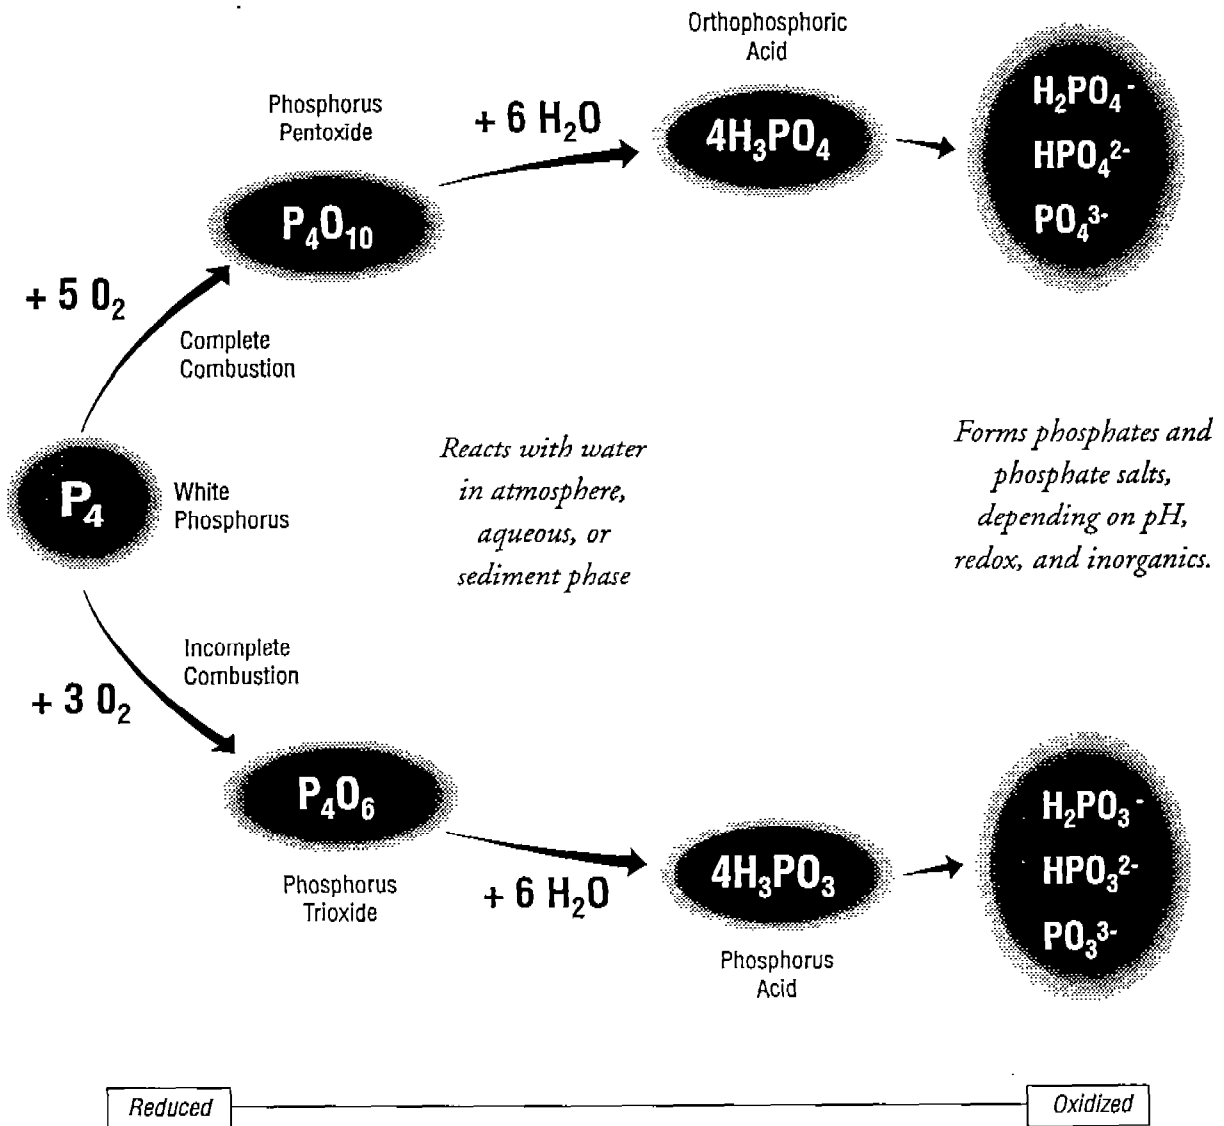 Orthophosphoric
Acid
Phosphorus
Pentoxide
+ 6 H₂O
4H₃PO₄
H₂PO₄⁻
HPO₄²⁻
PO₄³⁻
P₄O₁₀
+ 5 O₂
Complete
Combustion
P₄
White
Phosphorus
Reacts with water
in atmosphere,
aqueous, or
sediment phase
Forms phosphates and
phosphate salts,
depending on pH,
redox, and inorganics.
Incomplete
Combustion
+ 3 O₂
P₄O₆
Phosphorus
Trioxide
+ 6 H₂O
4H₃PO₃
Phosphorus
Acid
H₂PO₃⁻
HPO₃²⁻
PO₃³⁻
Reduced
Oxidized